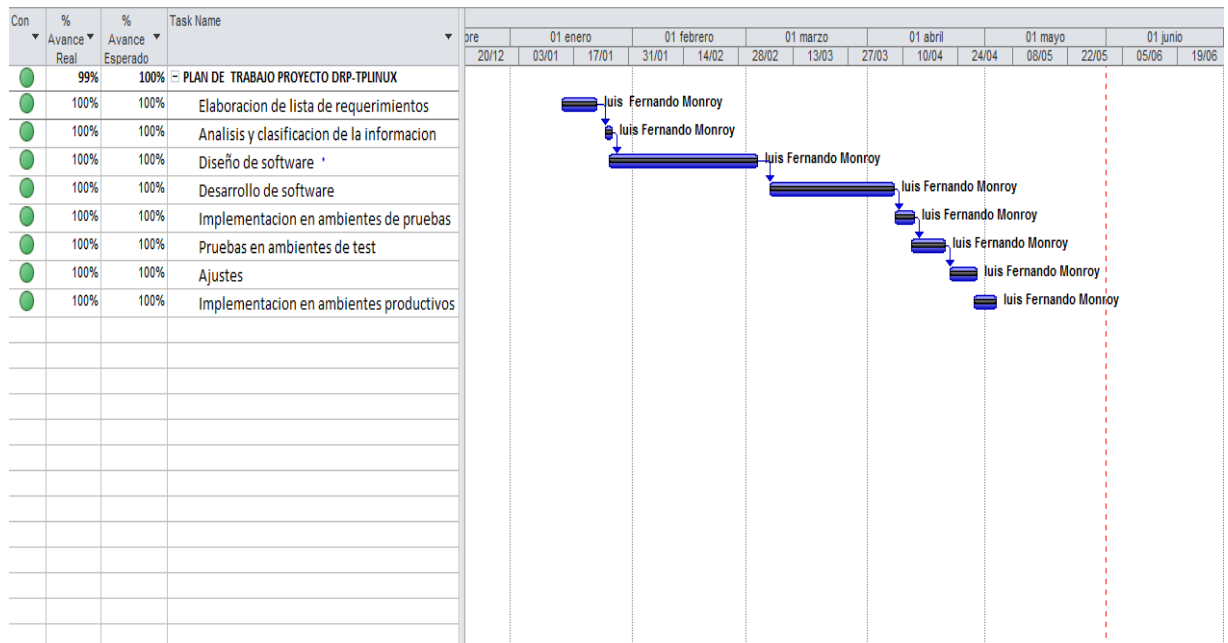 Con % % Task Name
Avance Avance
Real Esperado
bre 01 enero 01 febrero 01 marzo 01 abril 01 mayo 01 junio
20/12 03/01 17/01 31/01 14/02 28/02 13/03 27/03 10/04 24/04 08/05 22/05 05/06 19/06
99% 100% PLAN DE TRABAJO PROYECTO DRP-TPLINUX
100% 100% Elaboracion de lista de requerimientos luis Fernando Monroy
100% 100% Analisis y clasificacion de la informacion luis Fernando Monroy
100% 100% Diseño de software luis Fernando Monroy
100% 100% Desarrollo de software luis Fernando Monroy
100% 100% Implementacion en ambientes de pruebas luis Fernando Monroy
100% 100% Pruebas en ambientes de test luis Fernando Monroy
100% 100% Ajustes luis Fernando Monroy
100% 100% Implementacion en ambientes productivos luis Fernando Monroy